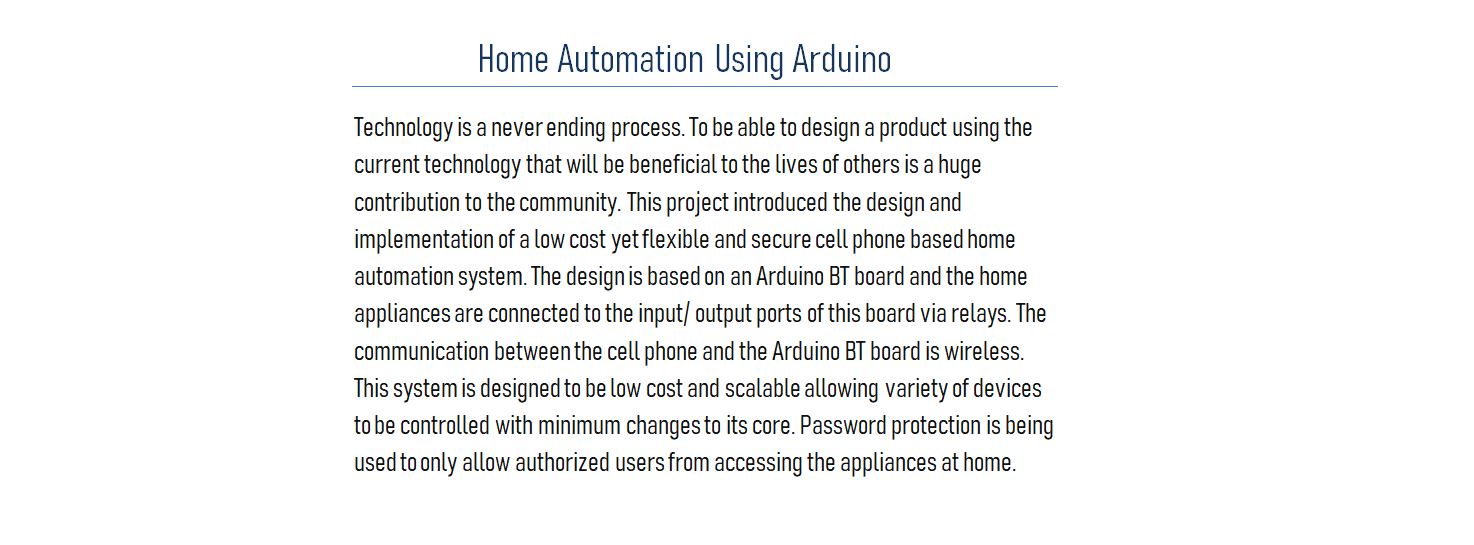 Home Automation Using Arduino
Technology is a never ending process. To be able to design a product using the
current technology that will be beneficial to the lives of others is a huge
contribution to the community. This project introduced the design and
implementation of a low cost yet flexible and secure cell phone based home
automation system. The design is based on an Arduino BT board and the home
appliances are connected to the input/ output ports of this board via relays. The
communication between the cell phone and the Arduino BT board is wireless.
This system is designed to be low cost and scalable allowing variety of devices
to be controlled with minimum changes to its core. Password protection is being
used to only allow authorized users from accessing the appliances at home.